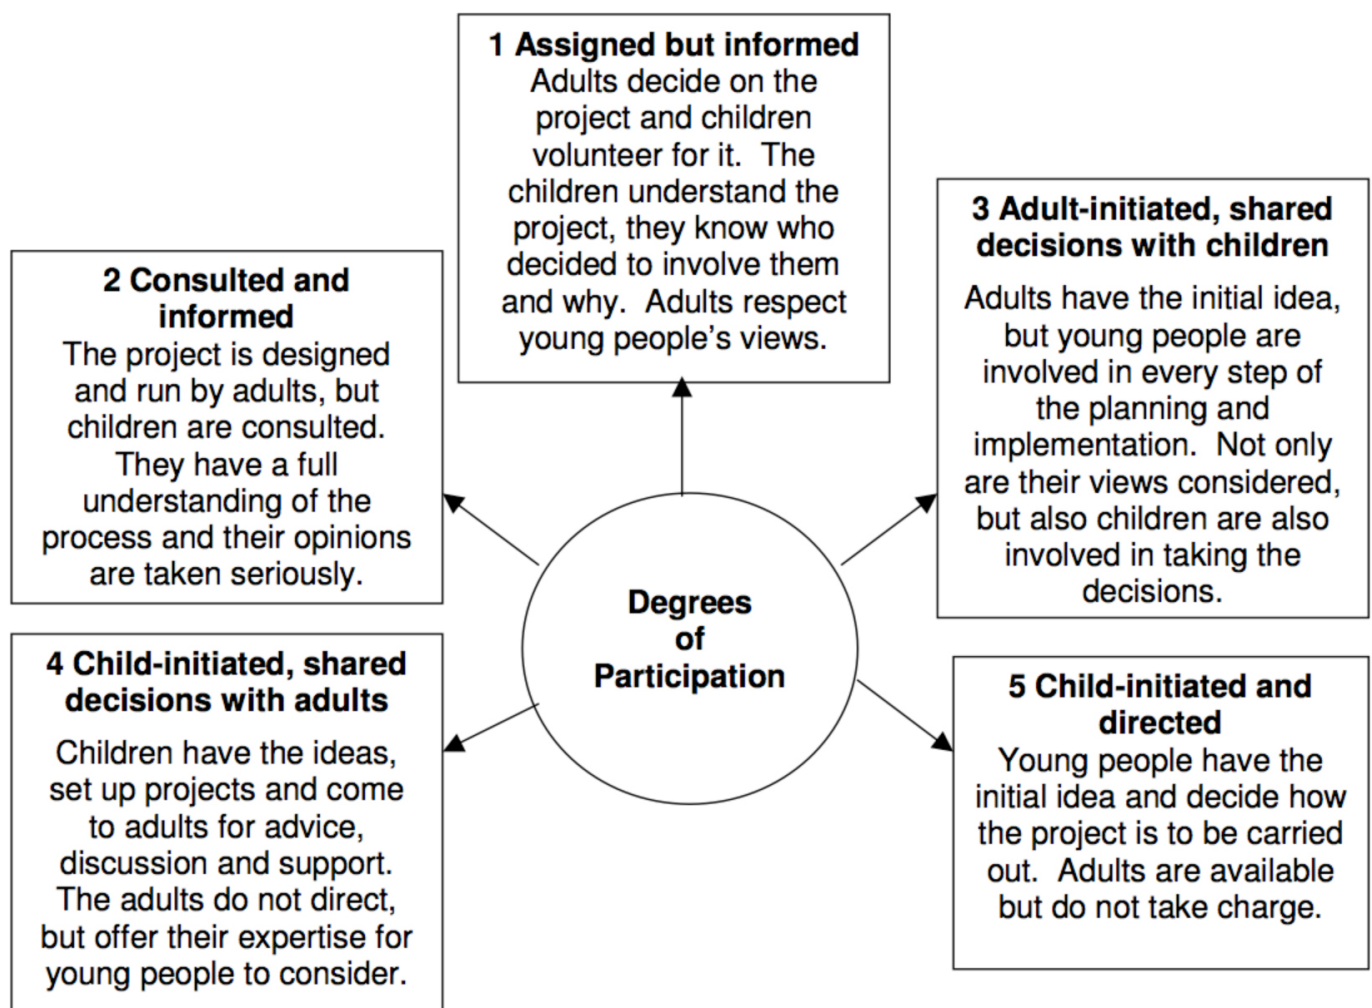 1 Assigned but informed
Adults decide on the
project and children
volunteer for it.  The
children understand the
project, they know who
decided to involve them
and why.  Adults respect
young people's views.
2 Consulted and
informed
The project is designed
and run by adults, but
children are consulted.
They have a full
understanding of the
process and their opinions
are taken seriously.
3 Adult-initiated, shared
decisions with children
Adults have the initial idea,
but young people are
involved in every step of
the planning and
implementation.  Not only
are their views considered,
but also children are also
involved in taking the
decisions.
Degrees
of
Participation
4 Child-initiated, shared
decisions with adults
Children have the ideas,
set up projects and come
to adults for advice,
discussion and support.
The adults do not direct,
but offer their expertise for
young people to consider.
5 Child-initiated and
directed
Young people have the
initial idea and decide how
the project is to be carried
out.  Adults are available
but do not take charge.